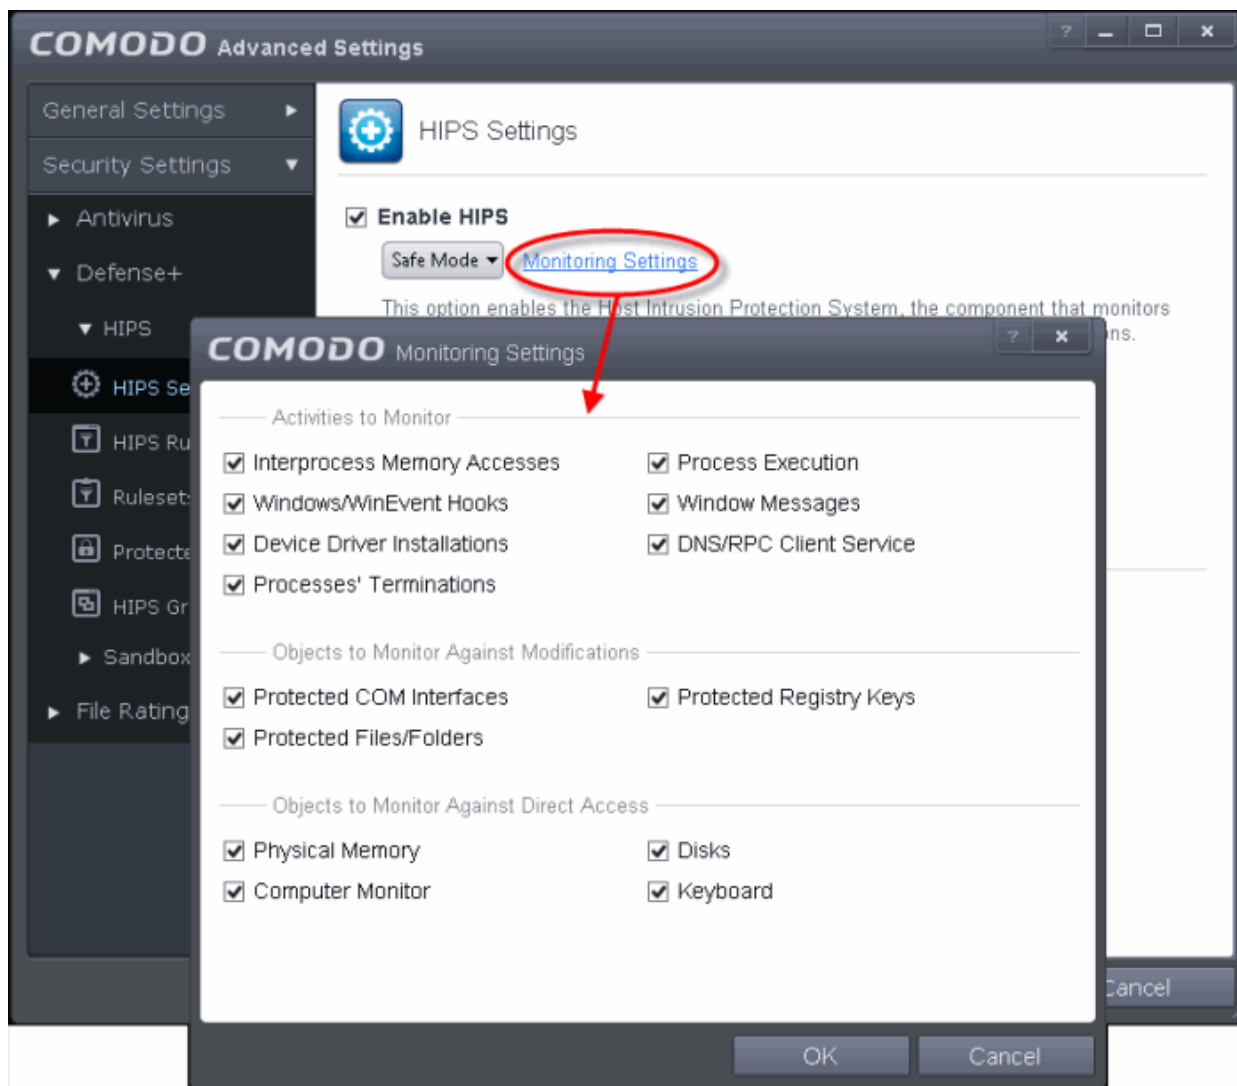 COMODO Advanced Settings
General Settings
Security Settings
Antivirus
Defense+
HIPS
HIPS Se
HIPS Ru
Rulesets
Protecte
HIPS Gr
Sandbox
File Rating
HIPS Settings
Enable HIPS
Safe Mode Monitoring Settings
This option enables the Host Intrusion Protection System, the component that monitors
ns.
COMODO Monitoring Settings
Activities to Monitor
Interprocess Memory Accesses Process Execution
Windows/WinEvent Hooks Window Messages
Device Driver Installations DNS/RPC Client Service
Processes' Terminations
Objects to Monitor Against Modifications
Protected COM Interfaces Protected Registry Keys
Protected Files/Folders
Objects to Monitor Against Direct Access
Physical Memory Disks
Computer Monitor Keyboard
OK Cancel
Cancel